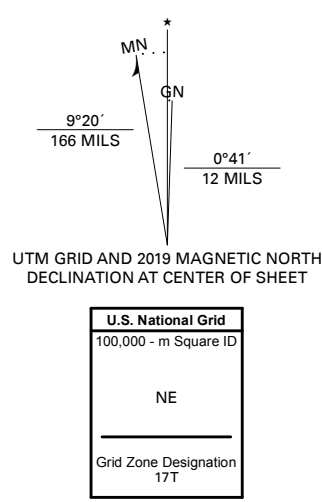 MN
GN
9°20´
166 MILS
0°41´
12 MILS
UTM GRID AND 2019 MAGNETIC NORTH
DECLINATION AT CENTER OF SHEET
U.S. National Grid
100,000 - m Square ID
NE
Grid Zone Designation
17T